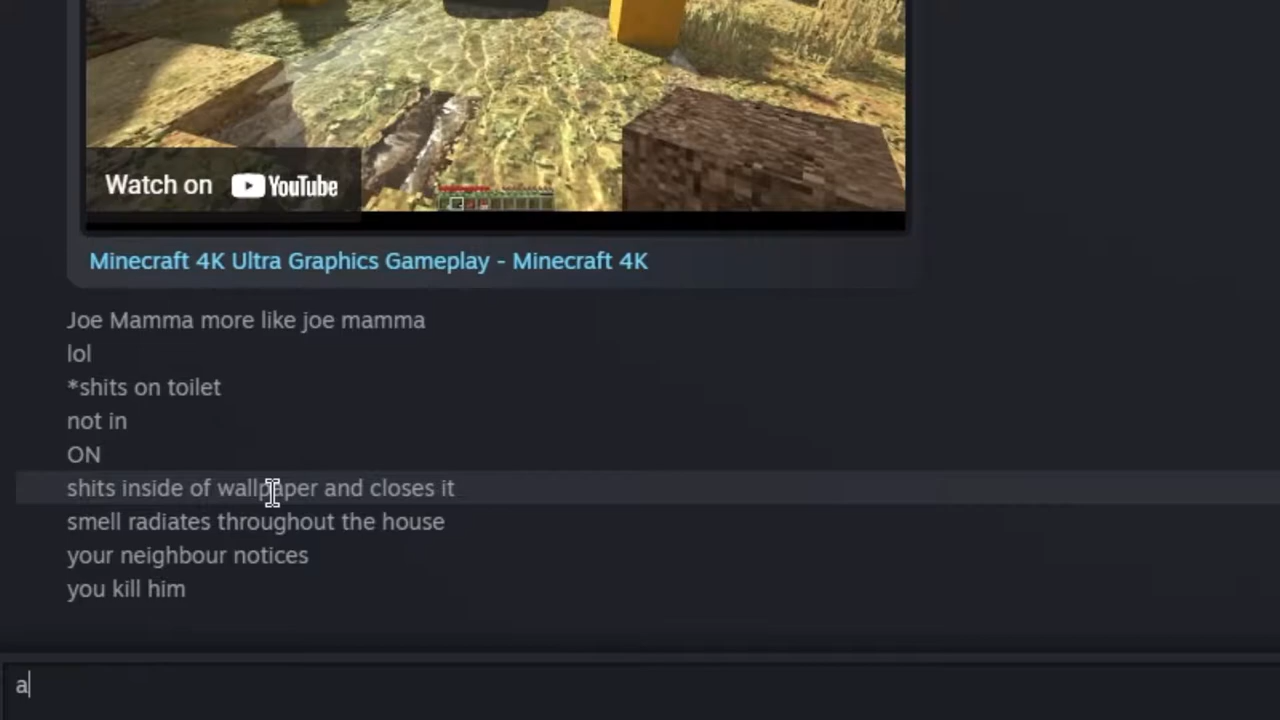 Watch on YouTube
Minecraft 4K Ultra Graphics Gameplay - Minecraft 4K
Joe Mamma more like joe mamma
lol
*shits on toilet
not in
ON
shits inside of wallpaper and closes it
smell radiates throughout the house
your neighbour notices
you kill him
a